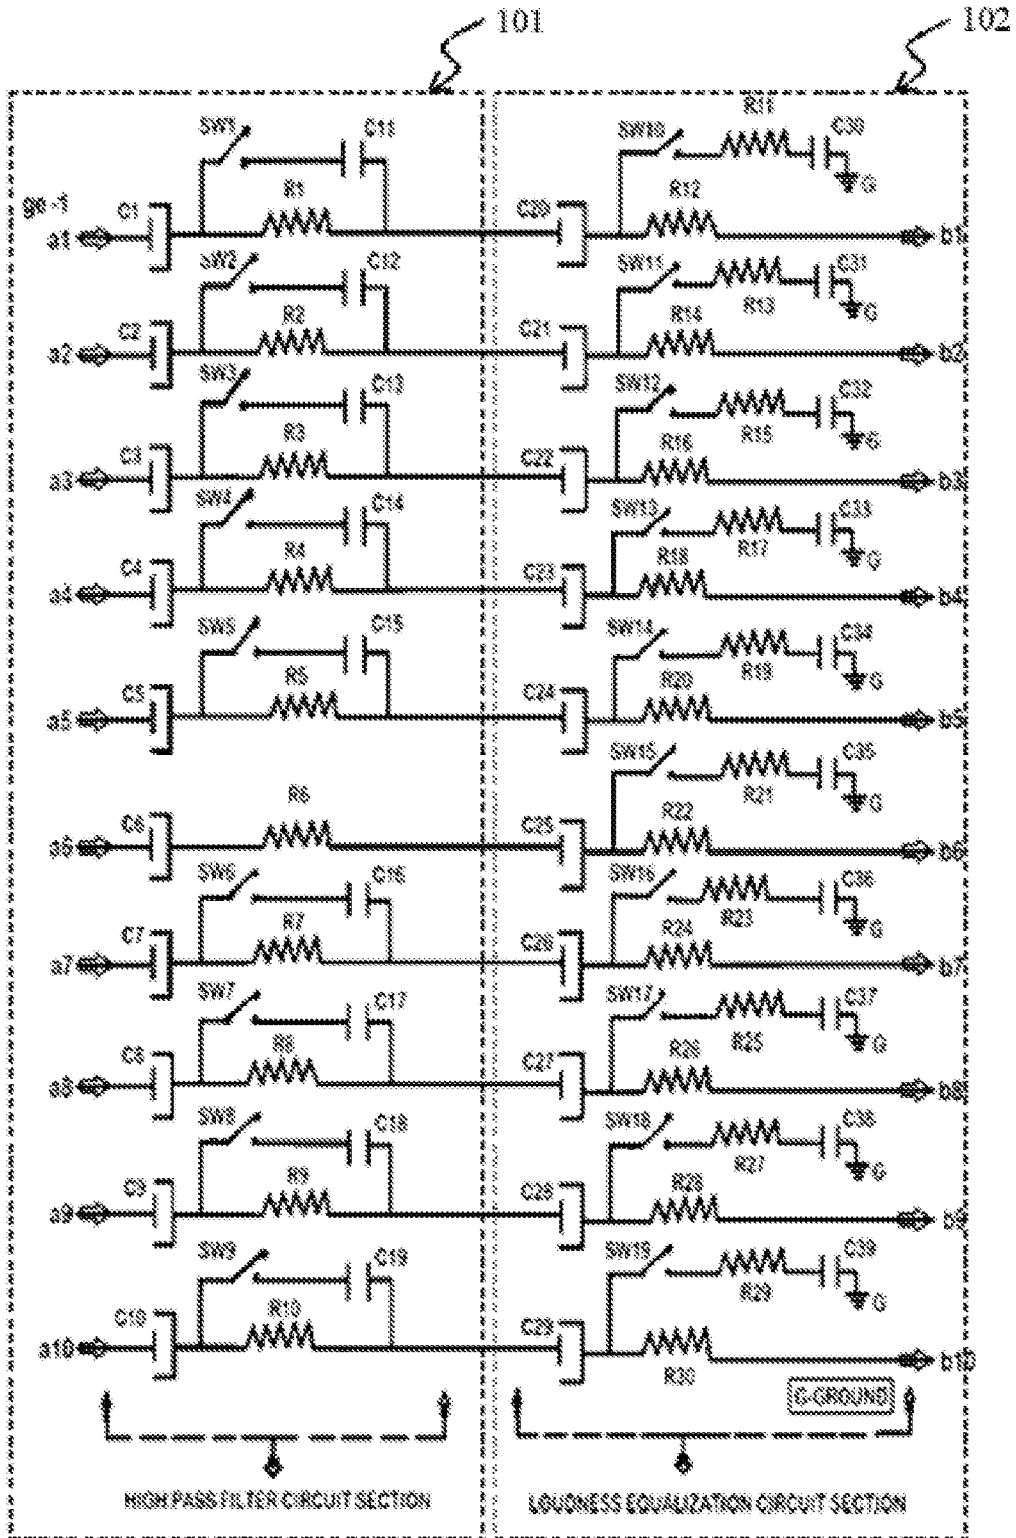 101
102
SW1 C11 SW10 R11 C30
G
ge -1 C1 R1 C20 R12
a1 b1
SW2 C12 SW11 C31
R13 G
C2 R2 C21 R14
a2 b2
SW3 C13 SW12 C32
R15 G
C3 R3 C22 R16
a3 b3
SW4 C14 SW13 C33
R17 G
C4 R4 C23 R18
a4 b4
SW5 C15 SW14 C34
R19 G
C5 R5 C24 R20
a5 b5
SW15 C35
R21 G
C6 R6 C25 R22
a6 b6
SW6 C16 SW16 C36
R23 G
C7 R7 C26 R24
a7 b7
SW7 C17 SW17 C37
R25 G
C8 R8 C27 R26
a8 b8
SW8 C18 SW18 C38
R27 G
C9 R9 C28 R28
a9 b9
SW9 C19 SW19 C39
R29 G
C10 R10 C29
a10 R30 b10
G-GROUND
HIGH PASS FILTER CIRCUIT SECTION
LOUDNESS EQUALIZATION CIRCUIT SECTION